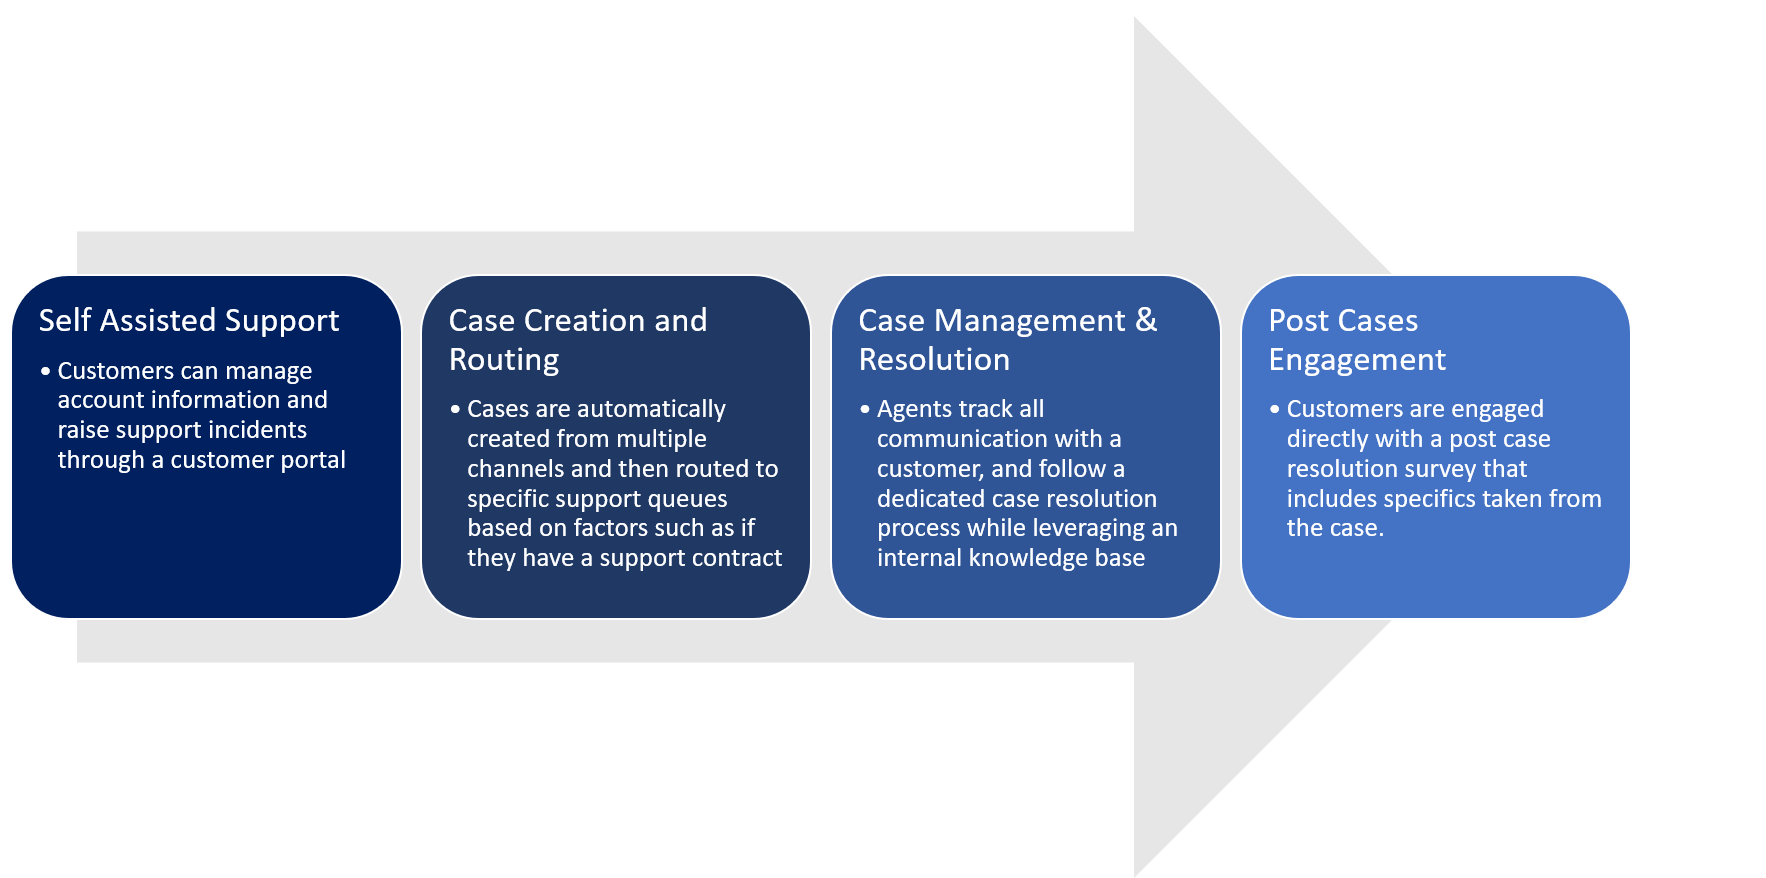 Self Assisted Support
• Customers can manage
account information and
raise support incidents
through a customer portal
Case Creation and
Routing
• Cases are automatically
created from multiple
channels and then routed to
specific support queues
based on factors such as if
they have a support contract
Case Management &
Resolution
• Agents track all
communication with a
customer, and follow a
dedicated case resolution
process while leveraging an
internal knowledge base
Post Cases
Engagement
• Customers are engaged
directly with a post case
resolution survey that
includes specifics taken from
the case.